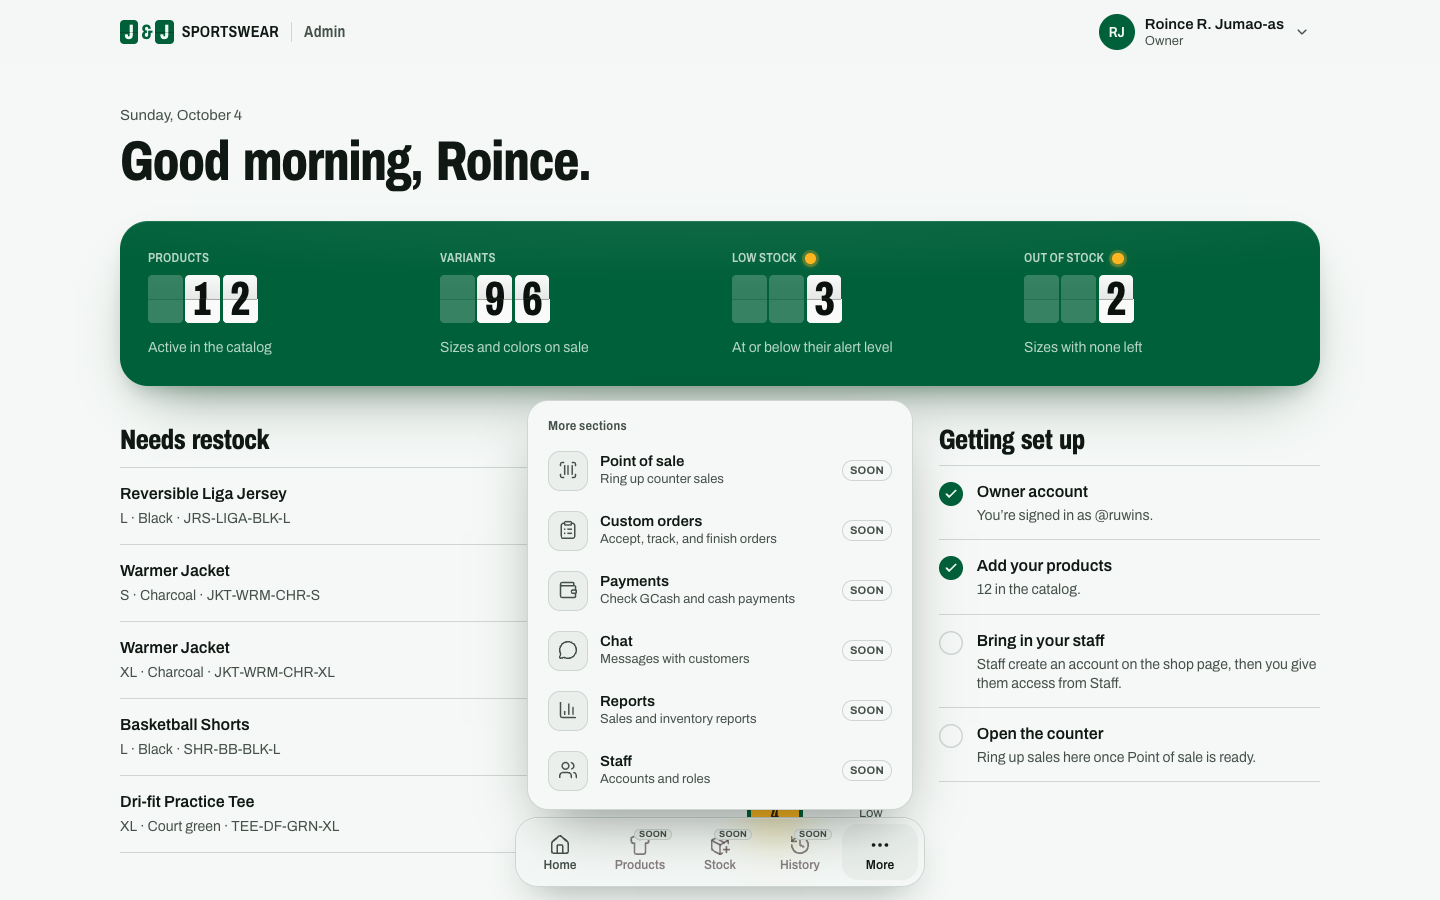 J & J SPORTSWEAR Admin
RJ
Roince R. Jumao-as
Owner
Sunday, October 4
Good morning, Roince.
PRODUCTS
12
Active in the catalog
VARIANTS
96
Sizes and colors on sale
LOW STOCK
3
At or below their alert level
OUT OF STOCK
2
Sizes with none left
Needs restock
Reversible Liga Jersey
L · Black · JRS-LIGA-BLK-L
Warmer Jacket
S · Charcoal · JKT-WRM-CHR-S
Warmer Jacket
XL · Charcoal · JKT-WRM-CHR-XL
Basketball Shorts
L · Black · SHR-BB-BLK-L
Dri-fit Practice Tee
XL · Court green · TEE-DF-GRN-XL
Low
More sections
Point of sale
Ring up counter sales
SOON
Custom orders
Accept, track, and finish orders
SOON
Payments
Check GCash and cash payments
SOON
Chat
Messages with customers
SOON
Reports
Sales and inventory reports
SOON
Staff
Accounts and roles
SOON
Getting set up
Owner account
You’re signed in as @ruwins.
Add your products
12 in the catalog.
Bring in your staff
Staff create an account on the shop page, then you give
them access from Staff.
Open the counter
Ring up sales here once Point of sale is ready.
Home
SOON
Products
SOON
Stock
SOON
History
More